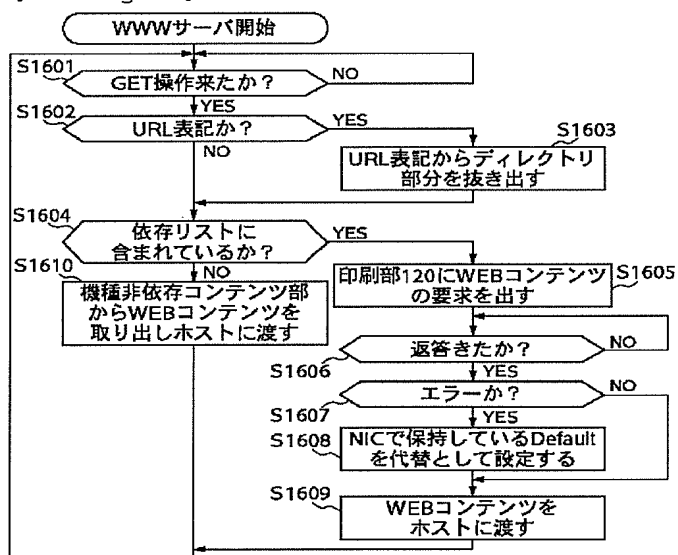 WWWサーバ開始
S1601
GET操作来たか？
NO
YES
S1602
URL表記か？
YES
NO
S1603
URL表記からディレクトリ
部分を抜き出す
S1604
依存リストに
含まれているか？
YES
NO
S1610
機種非依存コンテンツ部
からWEBコンテンツを
取り出しホストに渡す
印刷部120にWEBコンテンツ
の要求を出す
S1605
返答きたか？
NO
S1606
YES
エラーか？
NO
S1607
YES
S1608
NICで保持しているDefault
を代替として設定する
S1609
WEBコンテンツを
ホストに渡す